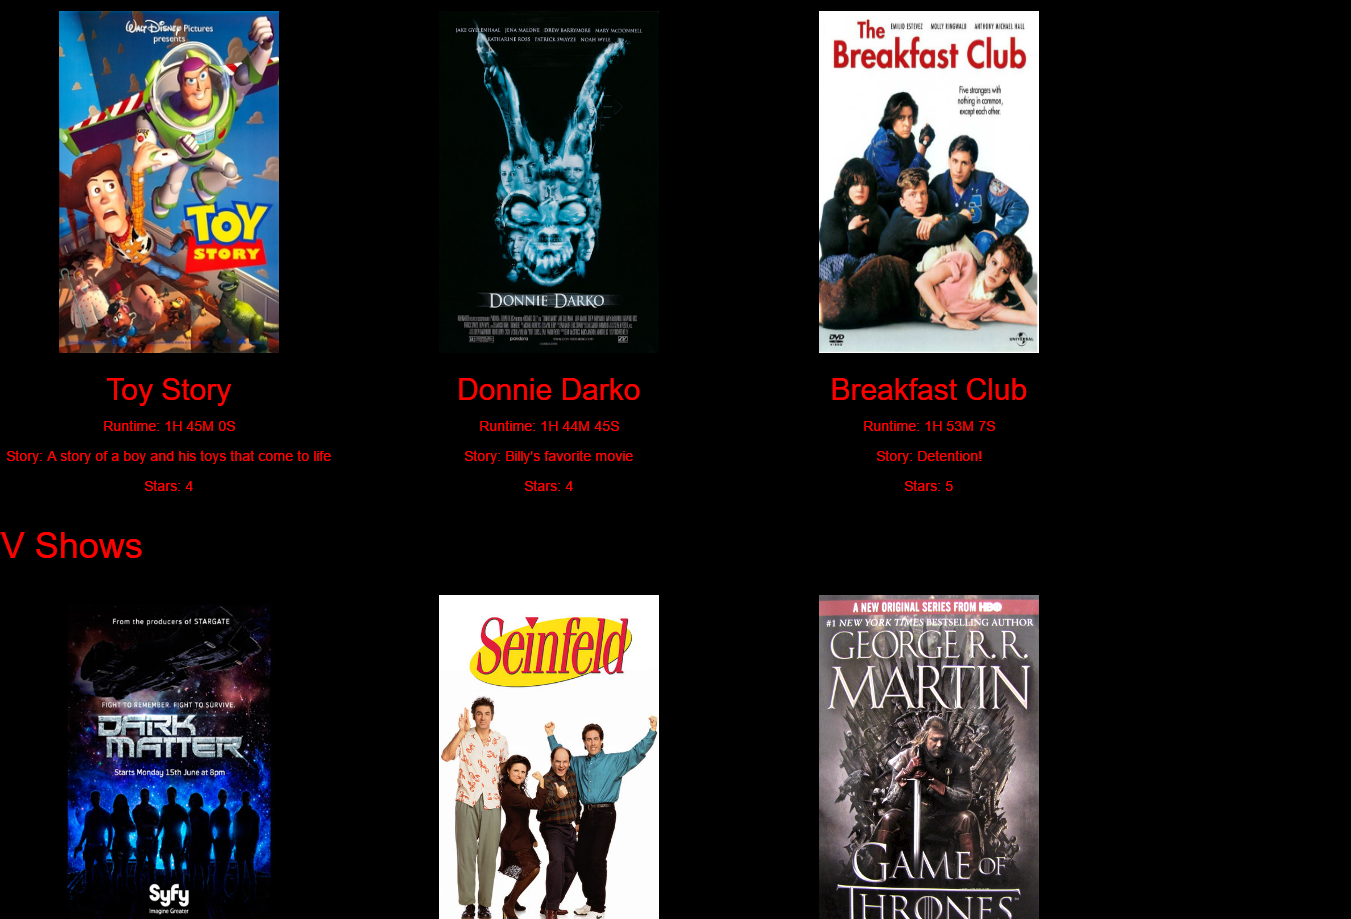 WALT DISNEY Pictures
presents
TOY
STORY
JAKE GYLLENHAAL JENA MALONE DREW BARRYMORE MARY McDONNELL
KATHARINE ROSS PATRICK SWAYZE NOAH WYLE
DONNIE DARKO
pandora
EMILIO ESTEVEZ MOLLY RINGWALD ANTHONY MICHAEL HALL
The
Breakfast Club
Five strangers with
nothing in common,
except each other.
DVD
VIDEO
UNIVERSAL
Toy Story
Runtime: 1H 45M 0S
Story: A story of a boy and his toys that come to life
Stars: 4
Donnie Darko
Runtime: 1H 44M 45S
Story: Billy's favorite movie
Stars: 4
Breakfast Club
Runtime: 1H 53M 7S
Story: Detention!
Stars: 5
V Shows
From the producers of STARGATE
FIGHT TO REMEMBER. FIGHT TO SURVIVE.
DARK
MATTER
Starts Monday 15th June at 8pm
Syfy
Imagine Greater
Seinfeld
A NEW ORIGINAL SERIES FROM HBO
#1 NEW YORK TIMES BESTSELLING AUTHOR
GEORGE R. R.
MARTIN
GAME OF
THRONES